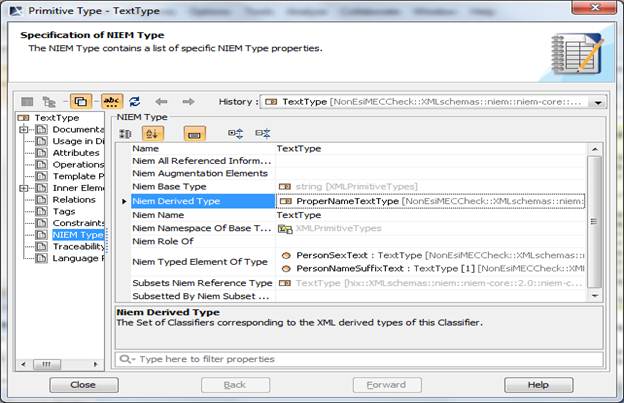 Primitive Type - TextType
Specification of NIEM Type
The NIEM Type contains a list of specific NIEM Type properties.
History : TextType [NonEsiMECCheck::XMLschemas::niem::niem-core::...
TextType
Documenta
Usage in Di
Attributes
Operations
Template P
Inner Eleme
Relations
Tags
Constraints
NIEM Type
Traceability
Language P
NIEM Type
Name TextType
Niem All Referenced Inform...
Niem Augmentation Elements
Niem Base Type string [XMLPrimitiveTypes]
Niem Derived Type ProperNameTextType [NonEsiMECCheck::XMLschemas::niem:
Niem Name TextType
Niem Namespace Of Base T... XMLPrimitiveTypes
Niem Role Of
Niem Typed Element Of Type PersonSexText : TextType [NonEsiMECCheck::XMLschemas
PersonNameSuffixText : TextType [1] [NonEsiMECCheck::XM
Subsets Niem Reference Type TextType [hix::XMLschemas::niem::niem-core::2.0::niem-c
Subsetted By Niem Subset ...
Niem Derived Type
The Set of Classifiers corresponding to the XML derived types of this Classifier.
Type here to filter properties
Close Back Forward Help